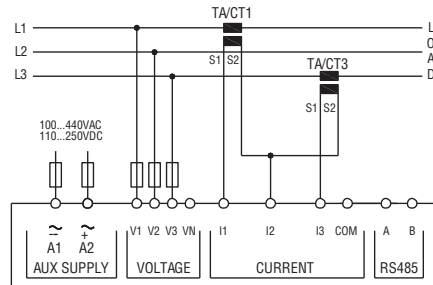 TA/CT1
L1
L
L2
O
TA/CT3
A
S1 S2
L3
D
S1 S2
100...440VAC
110...250VDC
~
–
~
+
V1 V2 V3 VN I1 I2 I3 COM A B
A1 A2
AUX SUPPLY VOLTAGE CURRENT RS485